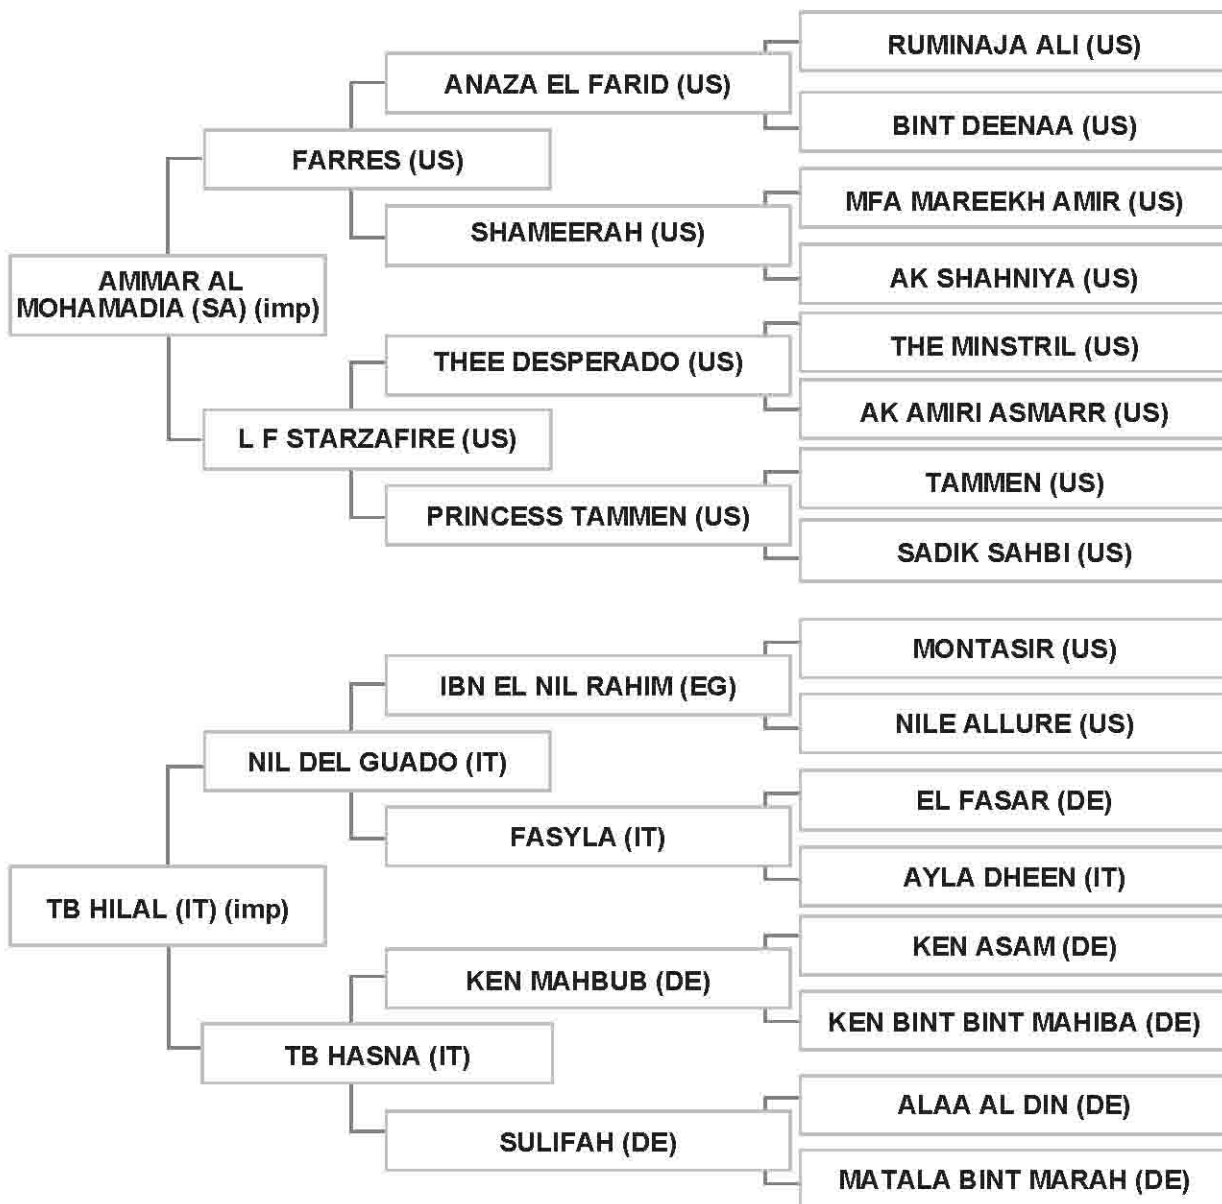 RUMINAJA ALI (US)
ANAZA EL FARID (US)
BINT DEENAA (US)
FARRES (US)
MFA MAREEKH AMIR (US)
SHAMEERAH (US)
AK SHAHNIYA (US)
AMMAR AL
MOHAMADIA (SA) (imp)
THE MINSTRIL (US)
THEE DESPERADO (US)
AK AMIRI ASMARR (US)
L F STARZAFIRE (US)
TAMMEN (US)
PRINCESS TAMMEN (US)
SADIK SAHBI (US)
MONTASIR (US)
IBN EL NIL RAHIM (EG)
NILE ALLURE (US)
NIL DEL GUADO (IT)
EL FASAR (DE)
FASYLA (IT)
AYLA DHEEN (IT)
TB HILAL (IT) (imp)
KEN ASAM (DE)
KEN MAHBUB (DE)
KEN BINT BINT MAHIBA (DE)
TB HASNA (IT)
ALAA AL DIN (DE)
SULIFAH (DE)
MATALA BINT MARAH (DE)